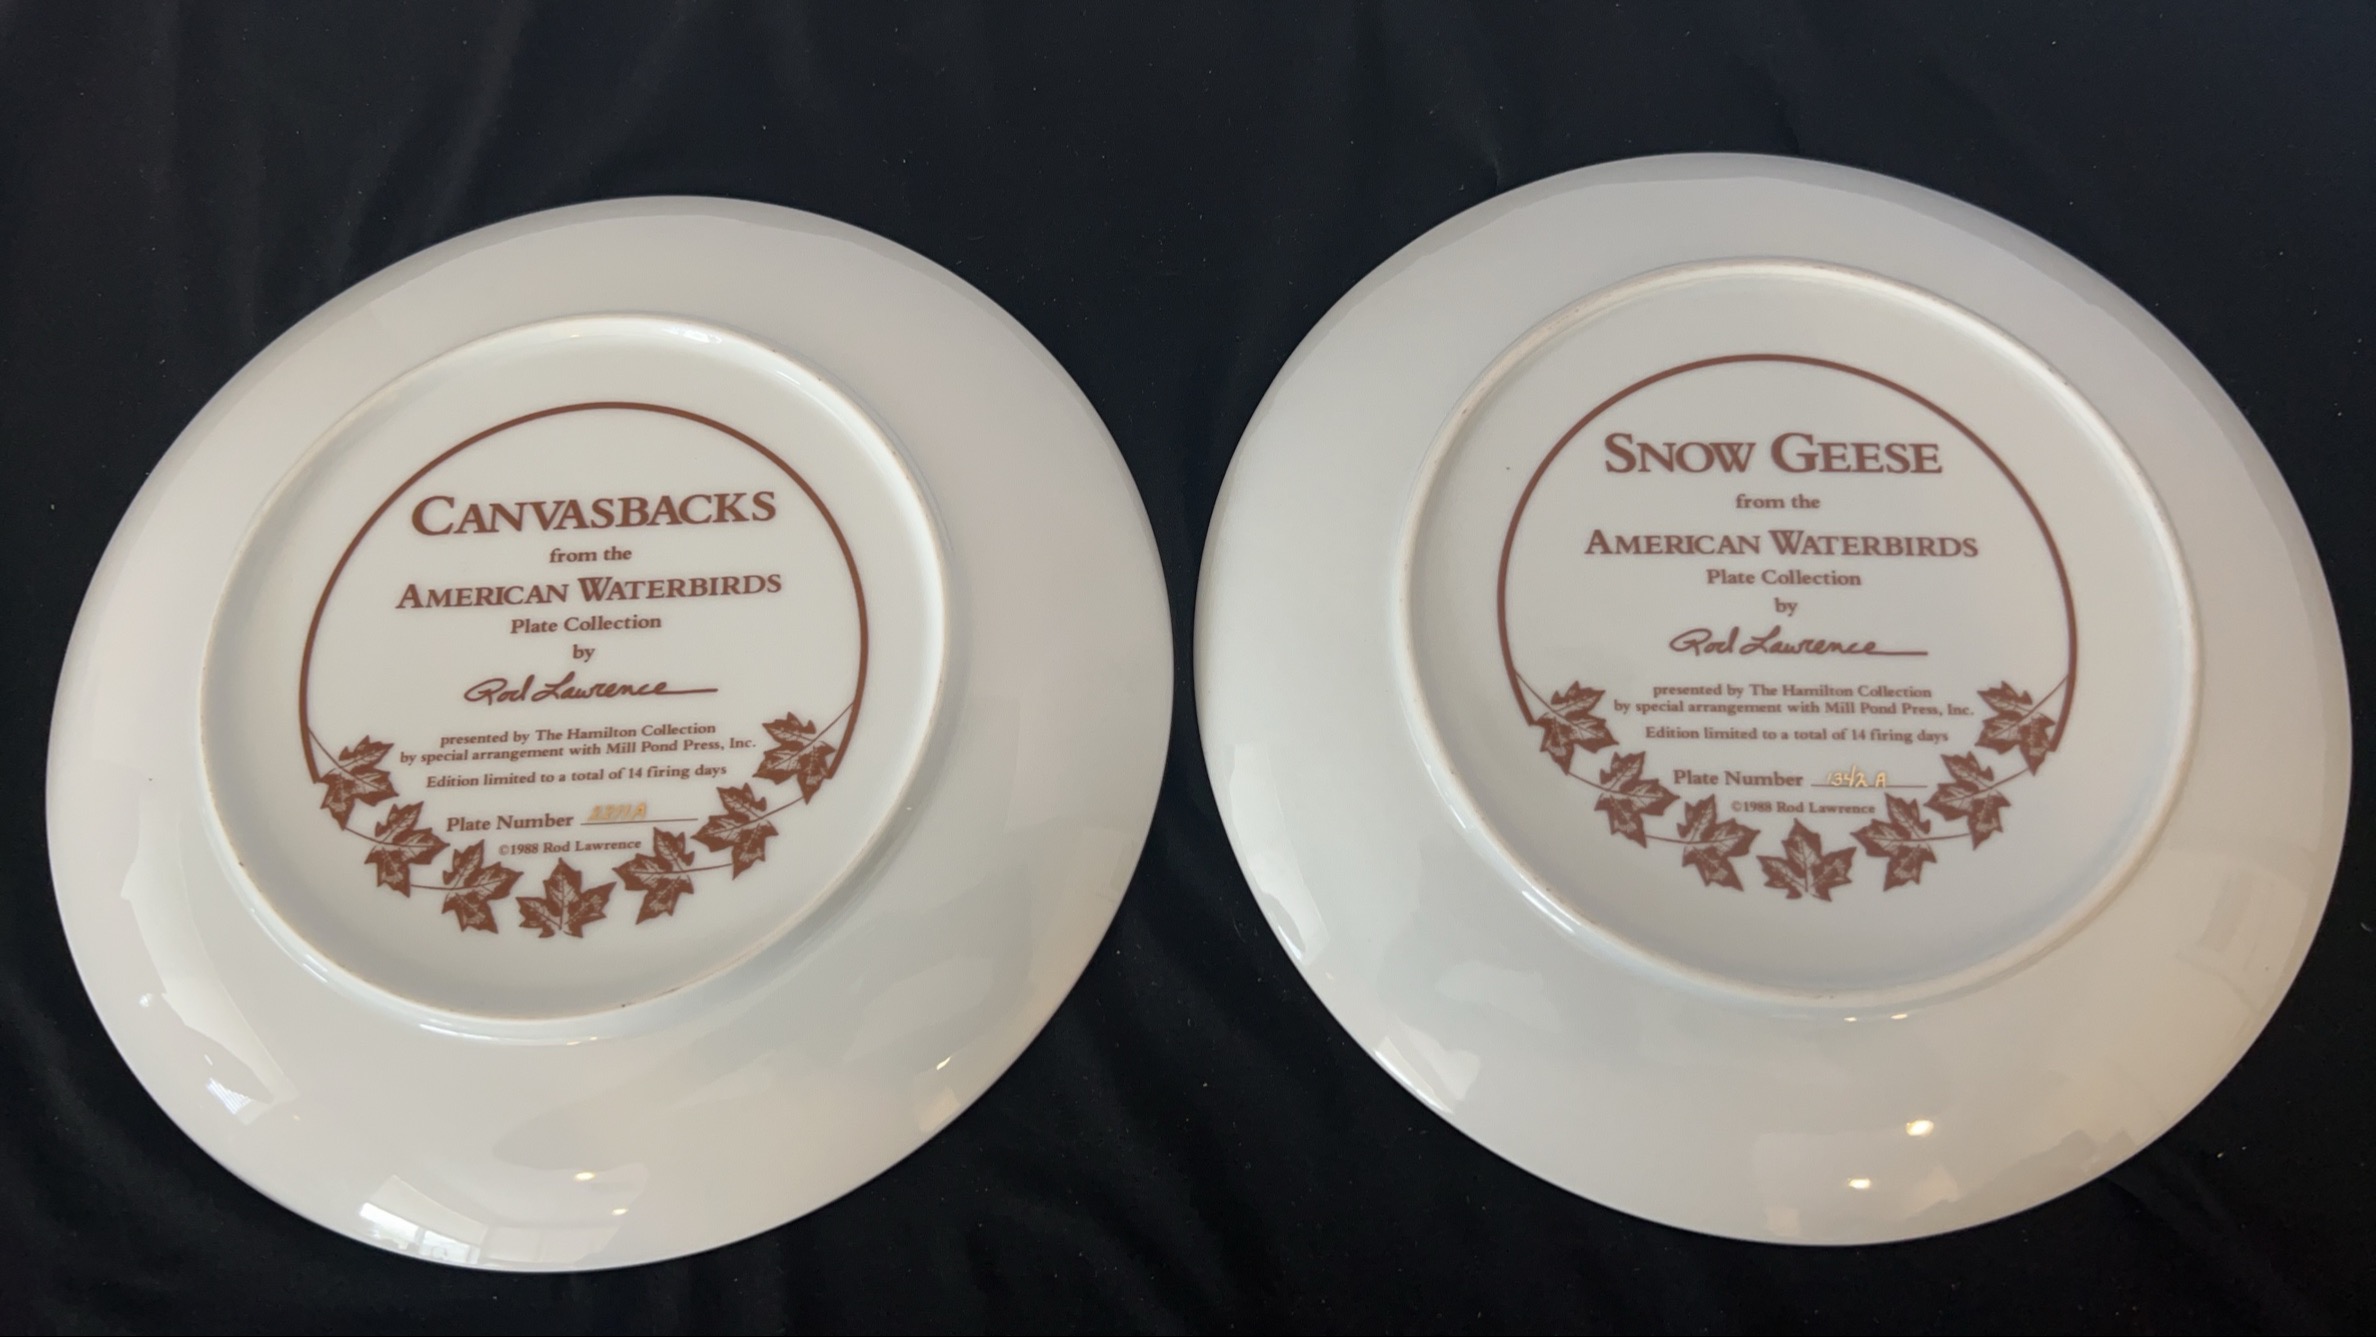 CANVASBACKS
from the
AMERICAN WATERBIRDS
Plate Collection
by
Rod Lawrence
presented by The Hamilton Collection
by special arrangement with Mill Pond Press, Inc.
Edition limited to a total of 14 firing days
Plate Number
©1988 Rod Lawrence
SNOW GEESE
from the
AMERICAN WATERBIRDS
Plate Collection
by
Rod Lawrence
presented by The Hamilton Collection
by special arrangement with Mill Pond Press, Inc.
Edition limited to a total of 14 firing days
Plate Number 1342A
©1988 Rod Lawrence